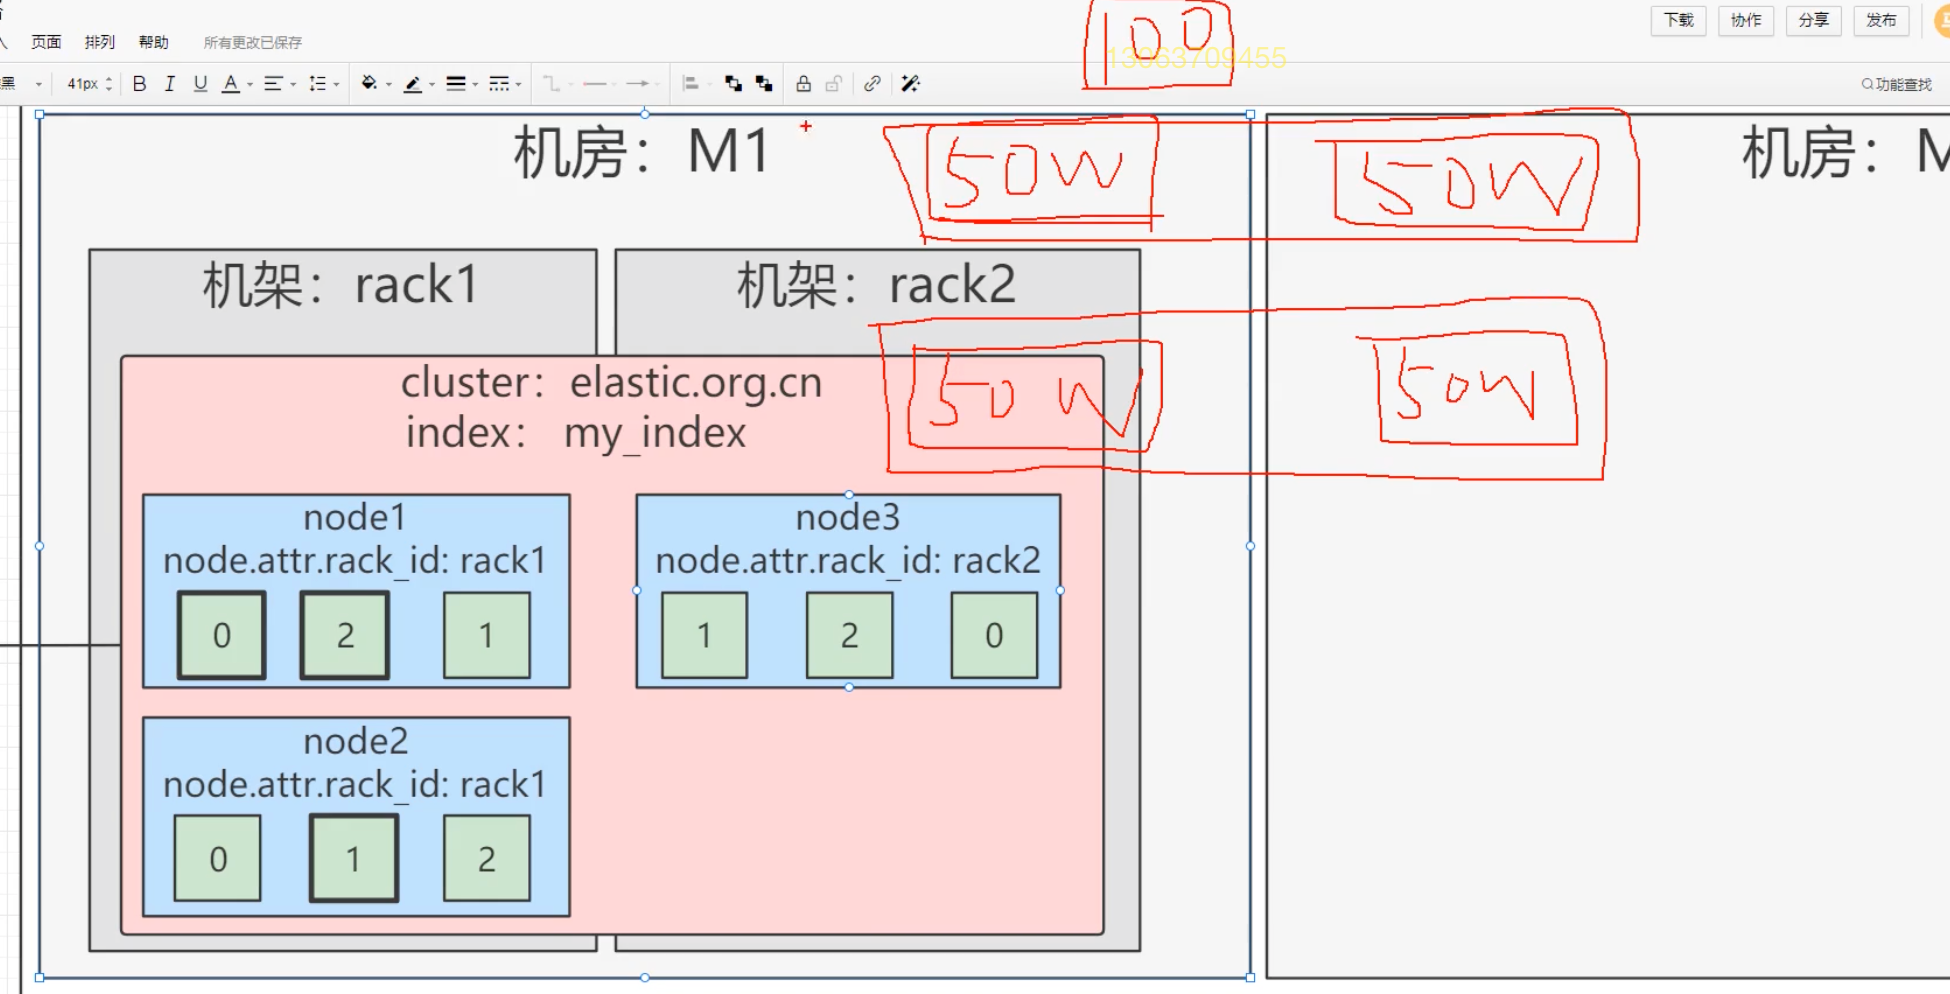 页面 排列 帮助 所有更改已保存
下载 协作 分享 发布
黑 41px B I U A 功能查找
100
13063709455
机房：M1
50W 50W
机房：M
机架：rack1 机架：rack2
cluster：elastic.org.cn
index： my_index
50W 50W
node1
node.attr.rack_id: rack1
0 2 1
node3
node.attr.rack_id: rack2
1 2 0
node2
node.attr.rack_id: rack1
0 1 2